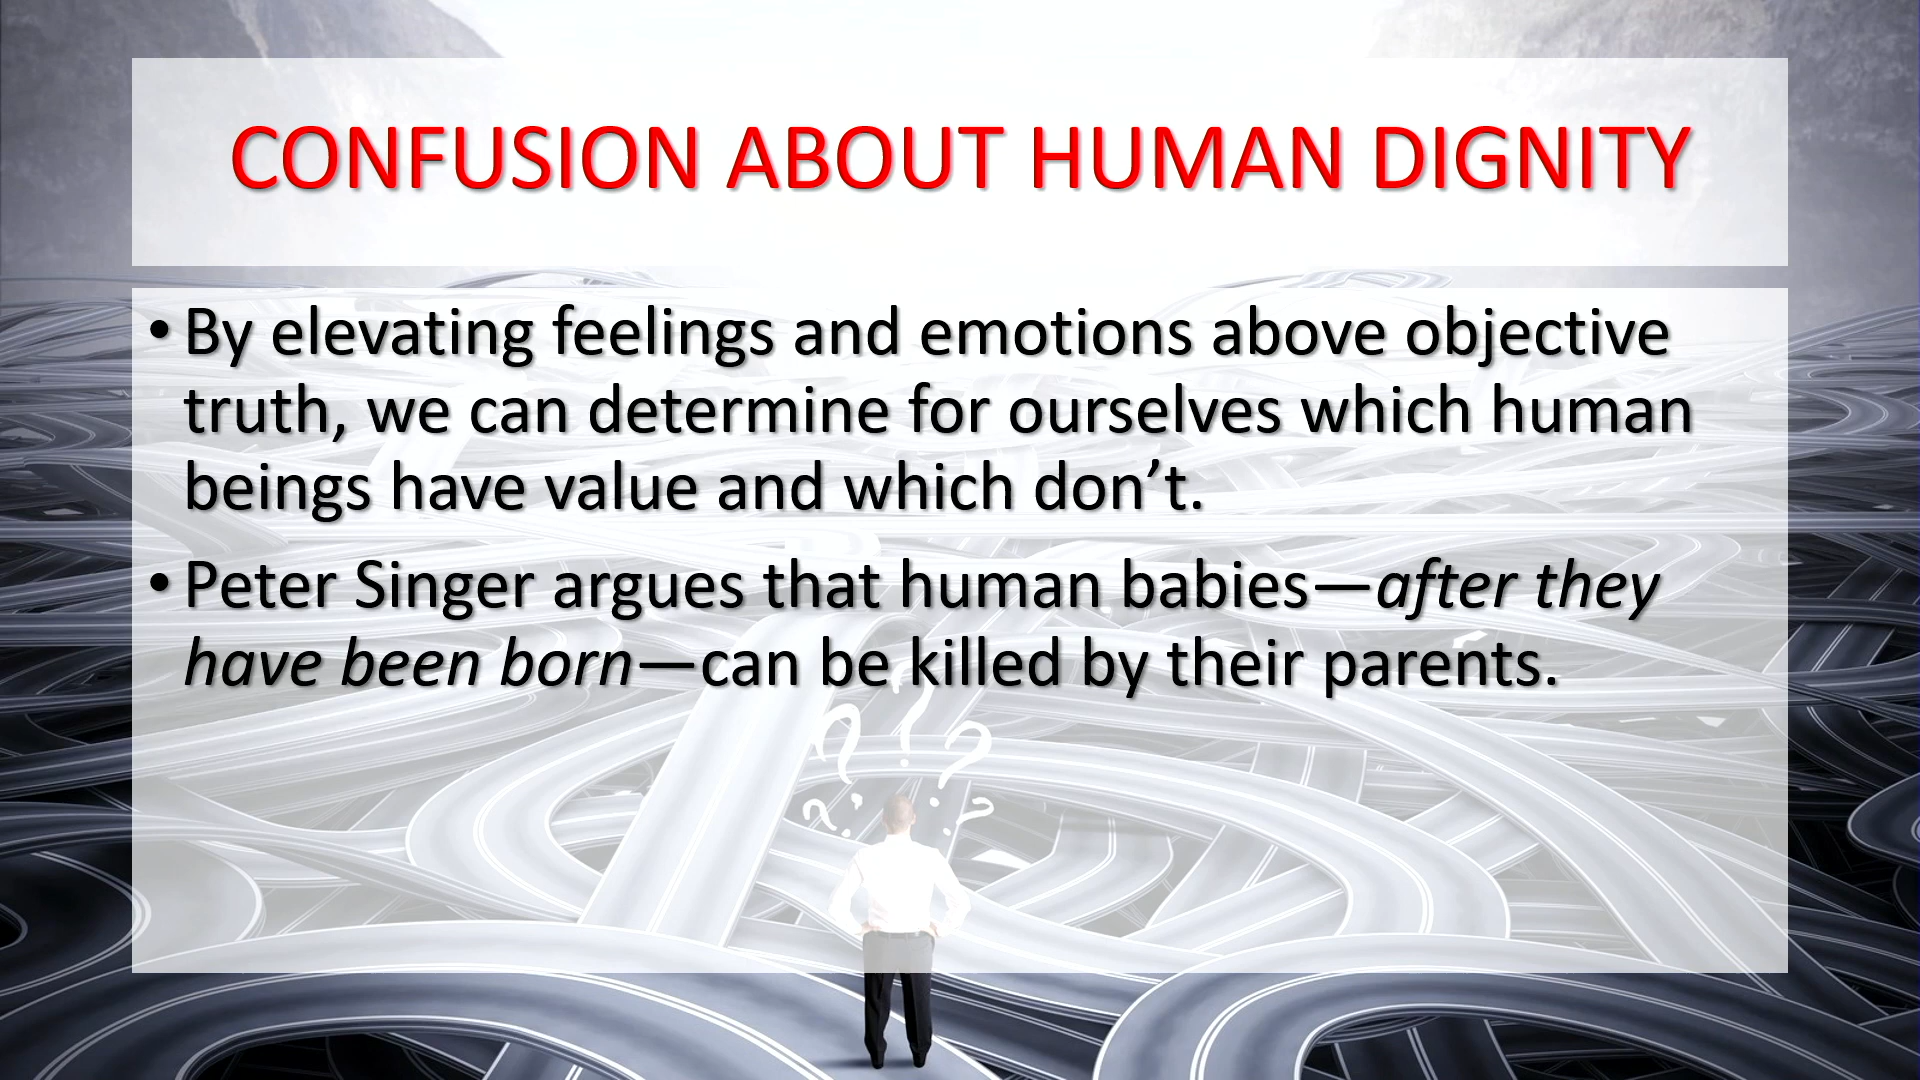 CONFUSION ABOUT HUMAN DIGNITY
• By elevating feelings and emotions above objective
truth, we can determine for ourselves which human
beings have value and which don’t.
• Peter Singer argues that human babies—after they
have been born—can be killed by their parents.
? ? ? ? ? ? ?